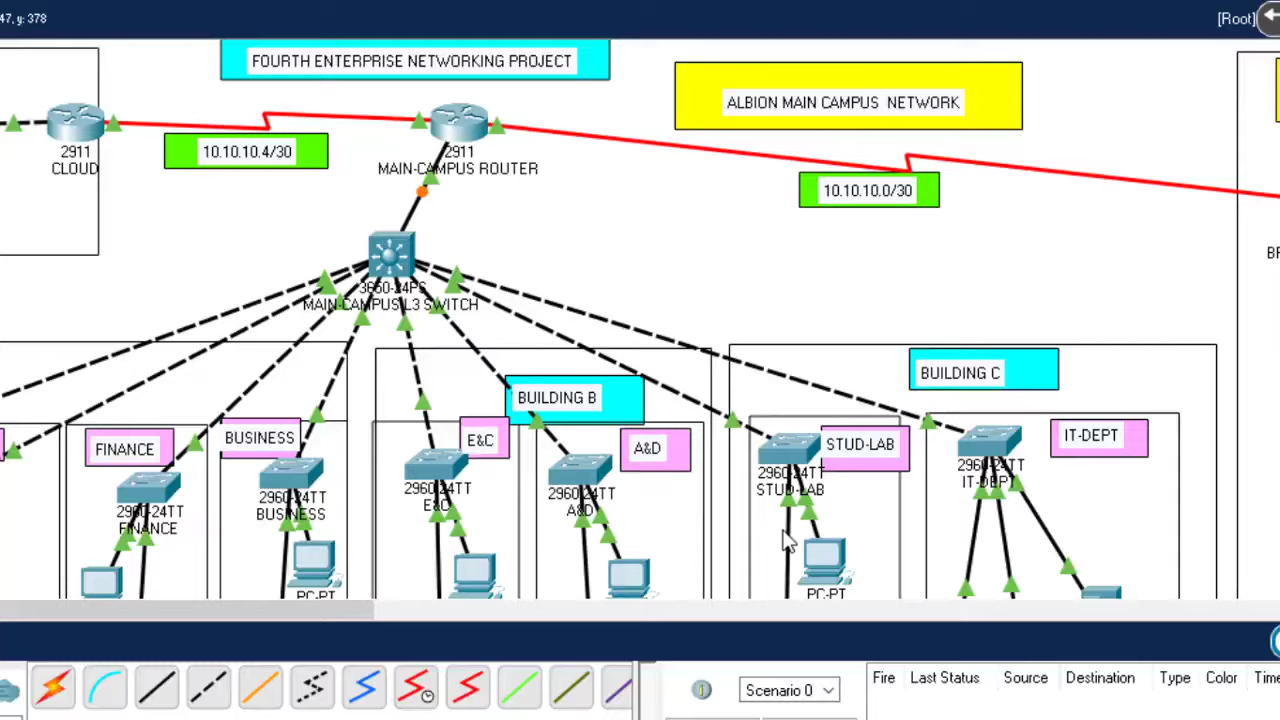 47, y: 378
[Root]
FOURTH ENTERPRISE NETWORKING PROJECT
ALBION MAIN CAMPUS NETWORK
2911
CLOUD
10.10.10.4/30
2911
MAIN-CAMPUS ROUTER
10.10.10.0/30
3650-24PS
MAIN-CAMPUS L3 SWITCH
BUILDING B
BUILDING C
FINANCE
BUSINESS
E&C
A&D
STUD-LAB
IT-DEPT
2960-24TT
FINANCE
2960-24TT
BUSINESS
2960-24TT
E&C
2960-24TT
A&D
2960-24TT
STUD-LAB
2960-24TT
IT-DEPT
PC-PT
PC-PT
Scenario 0
Fire
Last Status
Source
Destination
Type
Color